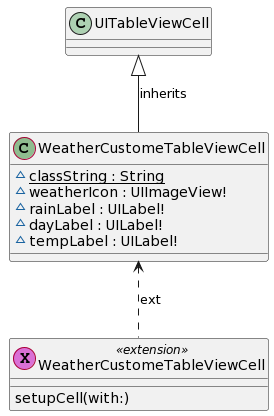 C UITableViewCell
inherits
C WeatherCustomeTableViewCell
~ classString : String
~ weatherIcon : UIImageView!
~ rainLabel : UILabel!
~ dayLabel : UILabel!
~ tempLabel : UILabel!
ext
«extension»
X WeatherCustomeTableViewCell
setupCell(with:)